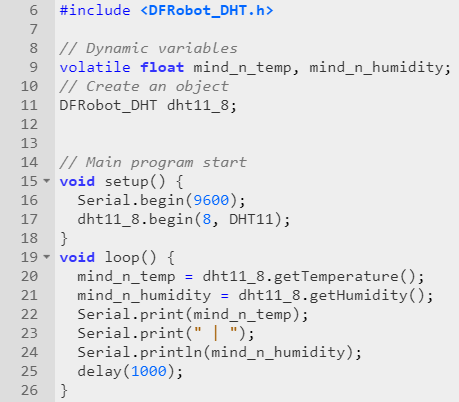 6 #include <DFRobot_DHT.h>
7
8 // Dynamic variables
9 volatile float mind_n_temp, mind_n_humidity;
10 // Create an object
11 DFRobot_DHT dht11_8;
12
13
14 // Main program start
15 void setup() {
16   Serial.begin(9600);
17   dht11_8.begin(8, DHT11);
18 }
19 void loop() {
20   mind_n_temp = dht11_8.getTemperature();
21   mind_n_humidity = dht11_8.getHumidity();
22   Serial.print(mind_n_temp);
23   Serial.print(" | ");
24   Serial.println(mind_n_humidity);
25   delay(1000);
26 }